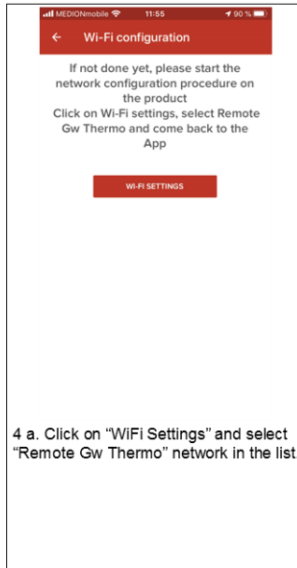 MEDIONmobile 11:55 90 %
← Wi-Fi configuration
If not done yet, please start the
network configuration procedure on
the product
Click on Wi-Fi settings, select Remote
Gw Thermo and come back to the
App
WI-FI SETTINGS
4 a. Click on “WiFi Settings” and select
“Remote Gw Thermo” network in the list